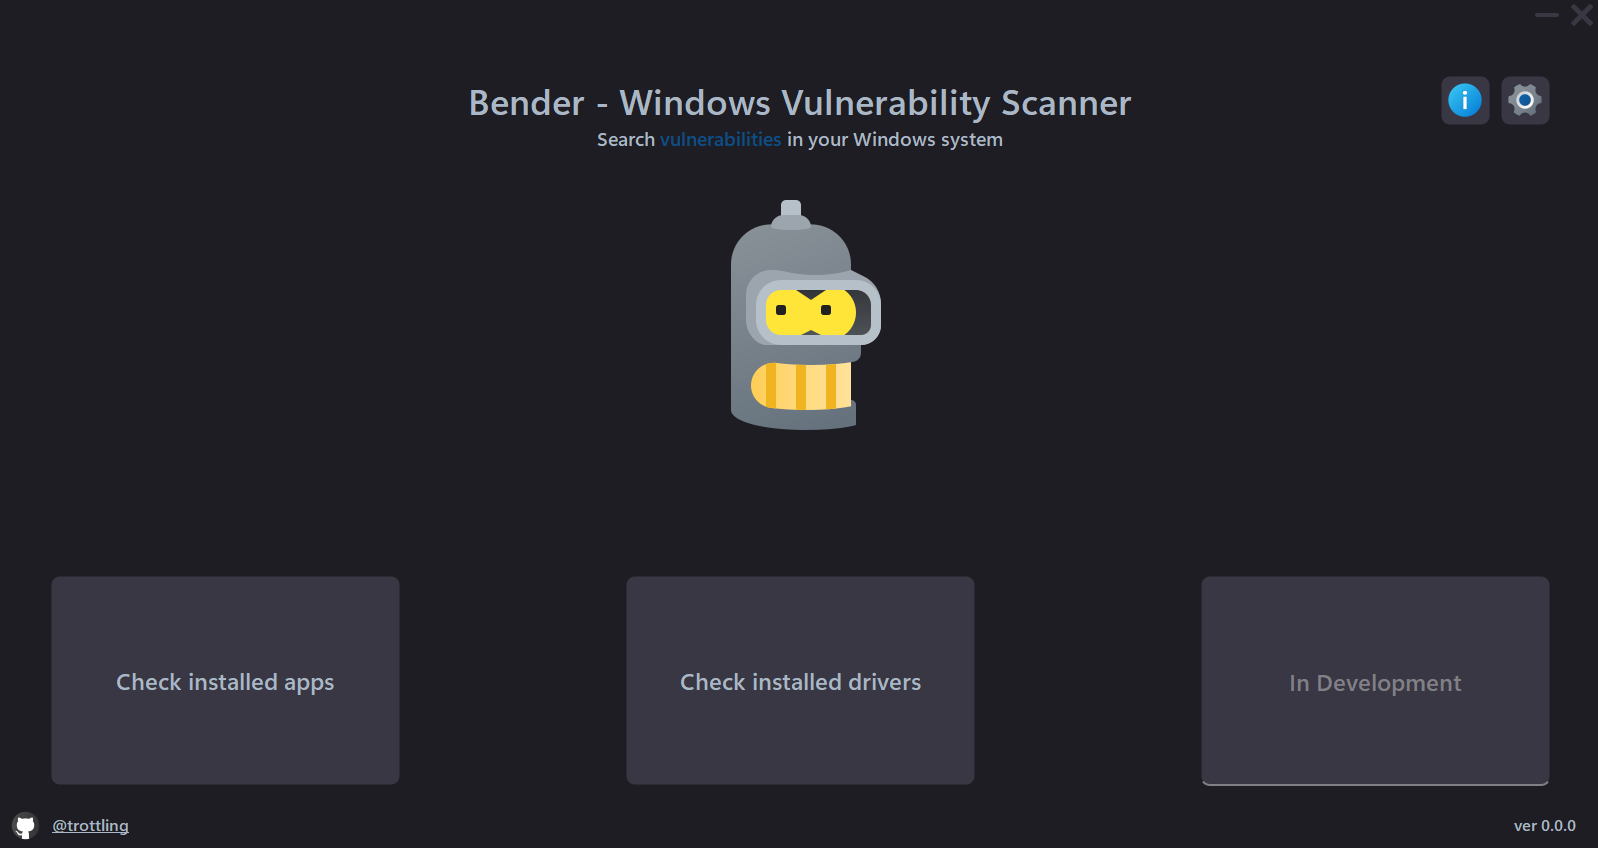 Bender - Windows Vulnerability Scanner
Search vulnerabilities in your Windows system
Check installed apps
Check installed drivers
In Development
@trottling
ver 0.0.0